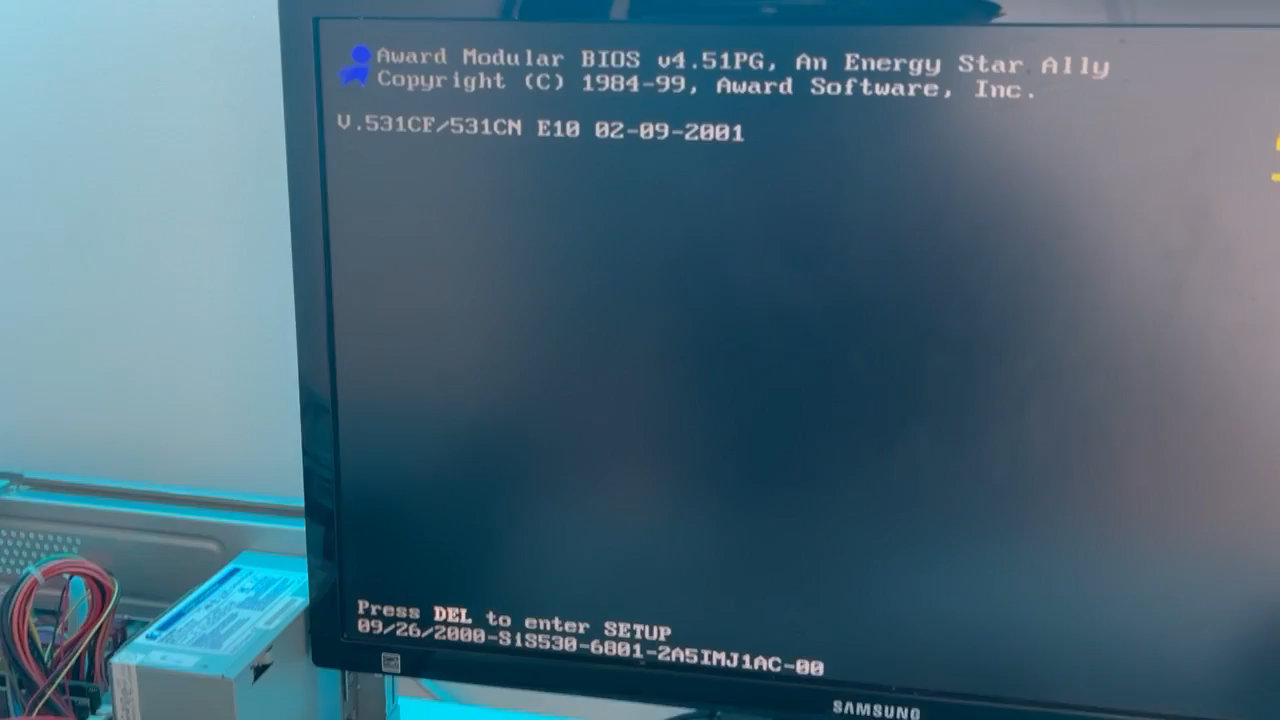 Award Modular BIOS v4.51PG, An Energy Star Ally
Copyright (C) 1984-99, Award Software, Inc.
V.531CF/531CN E10 02-09-2001
Press DEL to enter SETUP
09/26/2000-SiS530-6801-2A5IMJ1AC-00
SAMSUNG